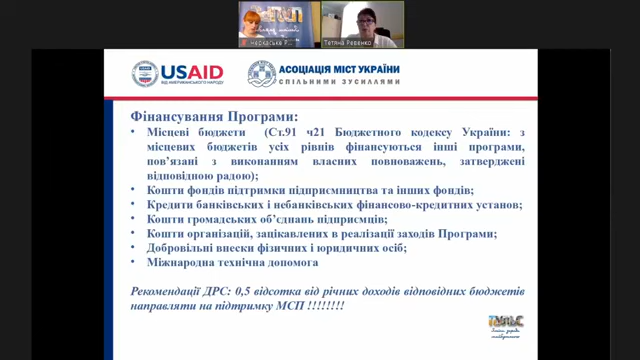 Черкаське Р...
Тетяна Ревенко
USAID
ВІД АМЕРИКАНСЬКОГО НАРОДУ
АСОЦІАЦІЯ МІСТ УКРАЇНИ
СПІЛЬНИМИ ЗУСИЛЛЯМИ
Фінансування Програми:
• Місцеві бюджети (Ст.91 ч21 Бюджетного кодексу України: з
місцевих бюджетів усіх рівнів фінансуються інші програми,
пов’язані з виконанням власних повноважень, затверджені
відповідною радою);
• Кошти фондів підтримки підприємництва та інших фондів;
• Кредити банківських і небанківських фінансово-кредитних установ;
• Кошти громадських об’єднань підприємців;
• Кошти організацій, зацікавлених в реалізації заходів Програми;
• Добровільні внески фізичних і юридичних осіб;
• Міжнародна технічна допомога
Рекомендації ДРС: 0,5 відсотка від річних доходів відповідних бюджетів
направляти на підтримку МСП !!!!!!!!
ПУЛЬС